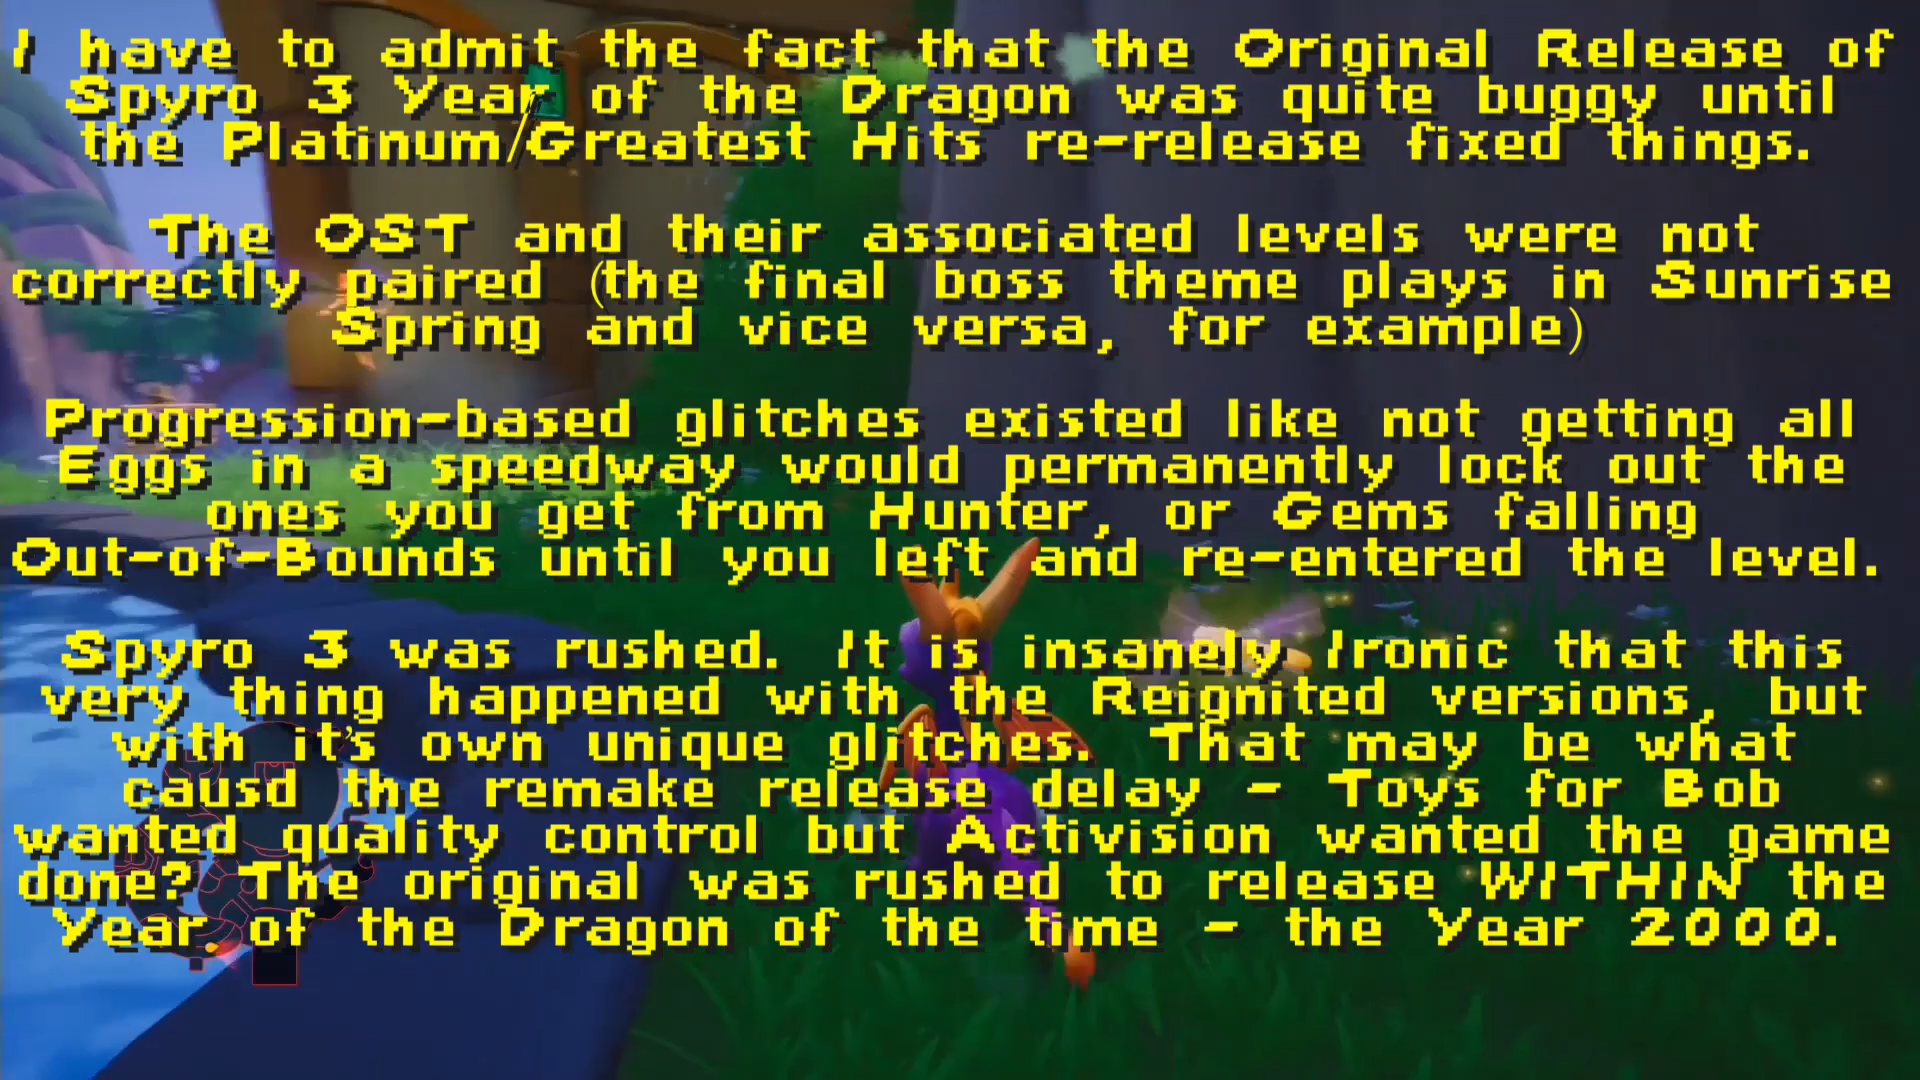 I have to admit the fact that the Original Release of
Spyro 3 Year of the Dragon was quite buggy until
the Platinum/Greatest Hits re-release fixed things.
The OST and their associated levels were not
correctly paired (the final boss theme plays in Sunrise
Spring and vice versa, for example)
Progression-based glitches existed like not getting all
Eggs in a speedway would permanently lock out the
ones you get from Hunter, or Gems falling
Out-of-Bounds until you left and re-entered the level.
Spyro 3 was rushed. It is insanely Ironic that this
very thing happened with the Reignited versions, but
with it's own unique glitches. That may be what
causd the remake release delay - Toys for Bob
wanted quality control but Activision wanted the game
done? The original was rushed to release WITHIN the
Year of the Dragon of the time - the Year 2000.